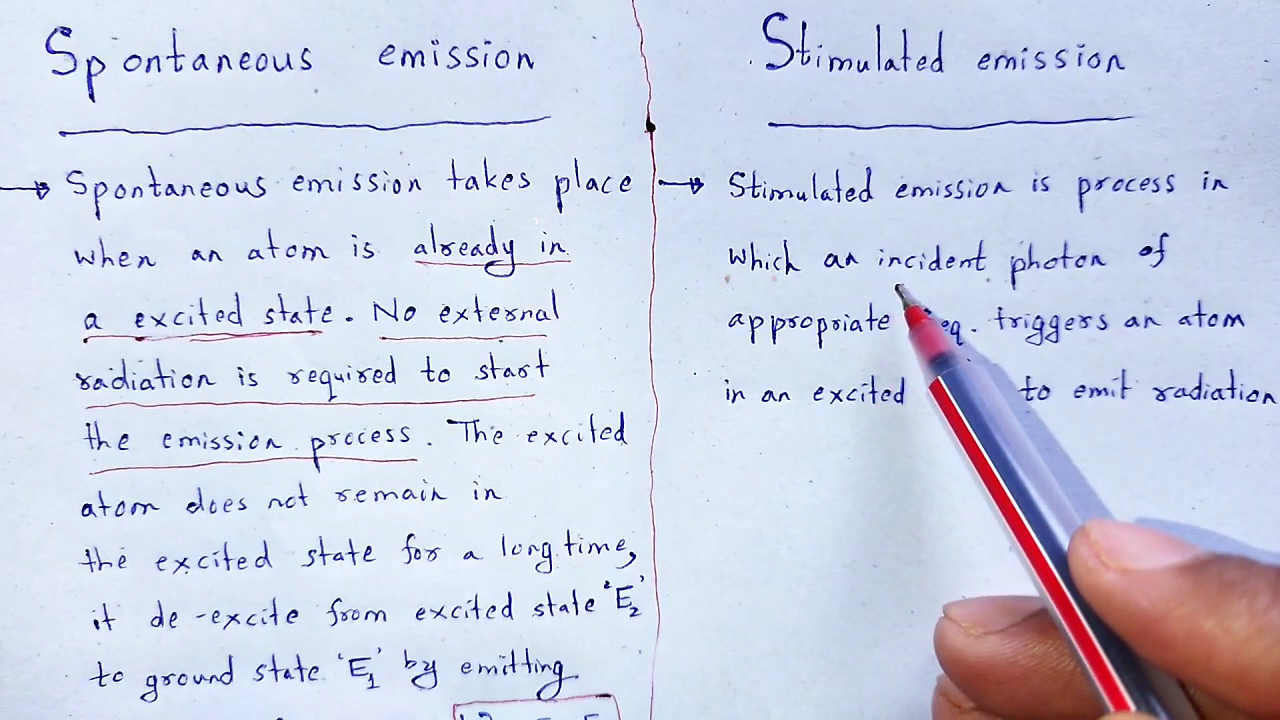 Spontaneous emission
→ Spontaneous emission takes place
when an atom is already in
a excited state. No external
radiation is required to start
the emission process. The excited
atom does not remain in
the excited state for a long time,
it de-excite from excited state 'E₂'
to ground state 'E₁' by emitting
Stimulated emission
→ Stimulated emission is process in
which an incident photon of
appropriate triggers an atom
in an excited to emit radiation